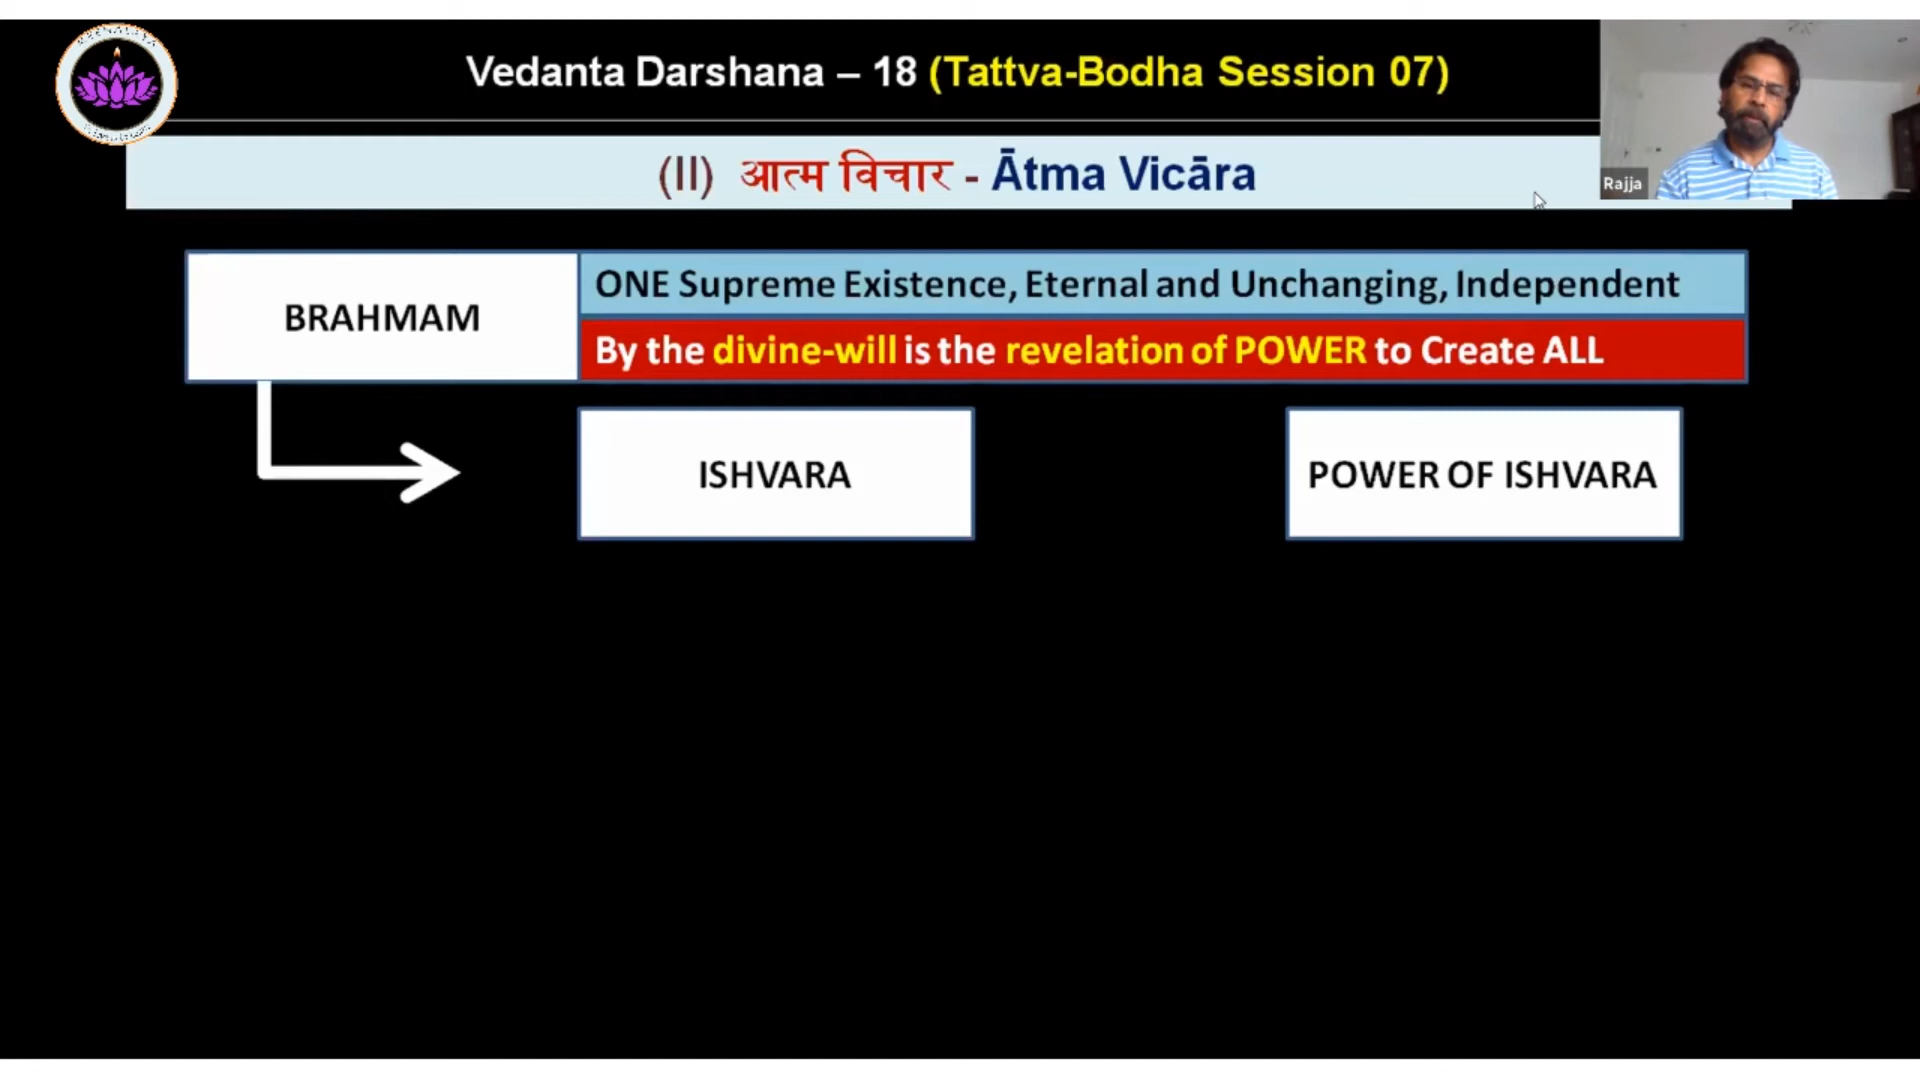 Vedanta Darshana – 18 (Tattva-Bodha Session 07)
(II) आत्म विचार - Ātma Vicāra
Rajja
BRAHMAM
ONE Supreme Existence, Eternal and Unchanging, Independent
By the divine-will is the revelation of POWER to Create ALL
ISHVARA
POWER OF ISHVARA